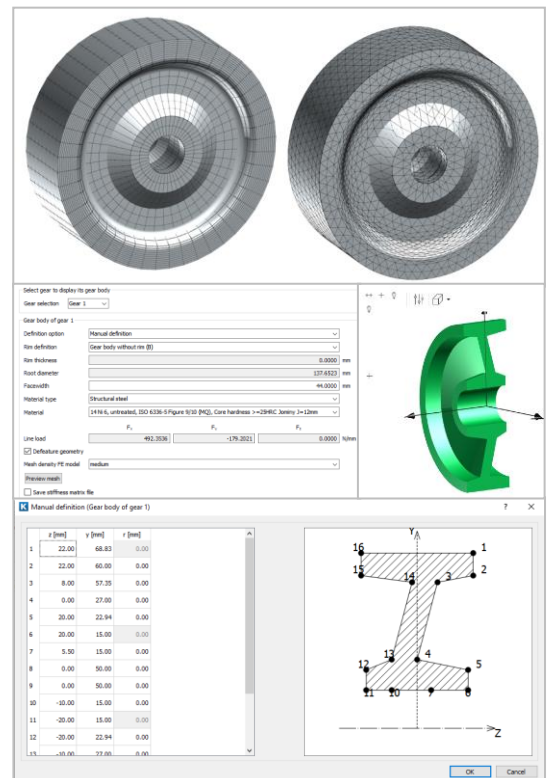 Select gear to display its gear body
Gear selection Gear 1
Gear body of gear 1
Definition option Manual definition
Rim definition Gear body without rim (B)
Rim thickness 0.0000 mm
Root diameter 137.6523 mm
Facewidth 44.0000 mm
Material type Structural steel
Material 14 Ni 6, untreated, ISO 6336-5 Figure 9/10 (MQ), Core hardness >=25HRC Jominy J=12mm
Line load 492.3536 -179.2021 0.0000 N/mm
Defeature geometry
Mesh density FE model medium
Preview mesh
Save stiffness matrix file
K Manual definition (Gear body of gear 1) ? ×
z [mm] y [mm] r [mm]
1 22.00 68.83 0.00
2 22.00 60.00 0.00
3 8.00 57.35 0.00
4 0.00 27.00 0.00
5 20.00 22.94 0.00
6 20.00 15.00 0.00
7 5.50 15.00 0.00
8 0.00 50.00 0.00
9 0.00 50.00 0.00
10 -10.00 15.00 0.00
11 -20.00 15.00 0.00
12 -20.00 22.94 0.00
13 -10.00 27.00 0.00
Y
16 1
15 14 3 2
13 4
12 5
11 10 7 6
Z
OK Cancel